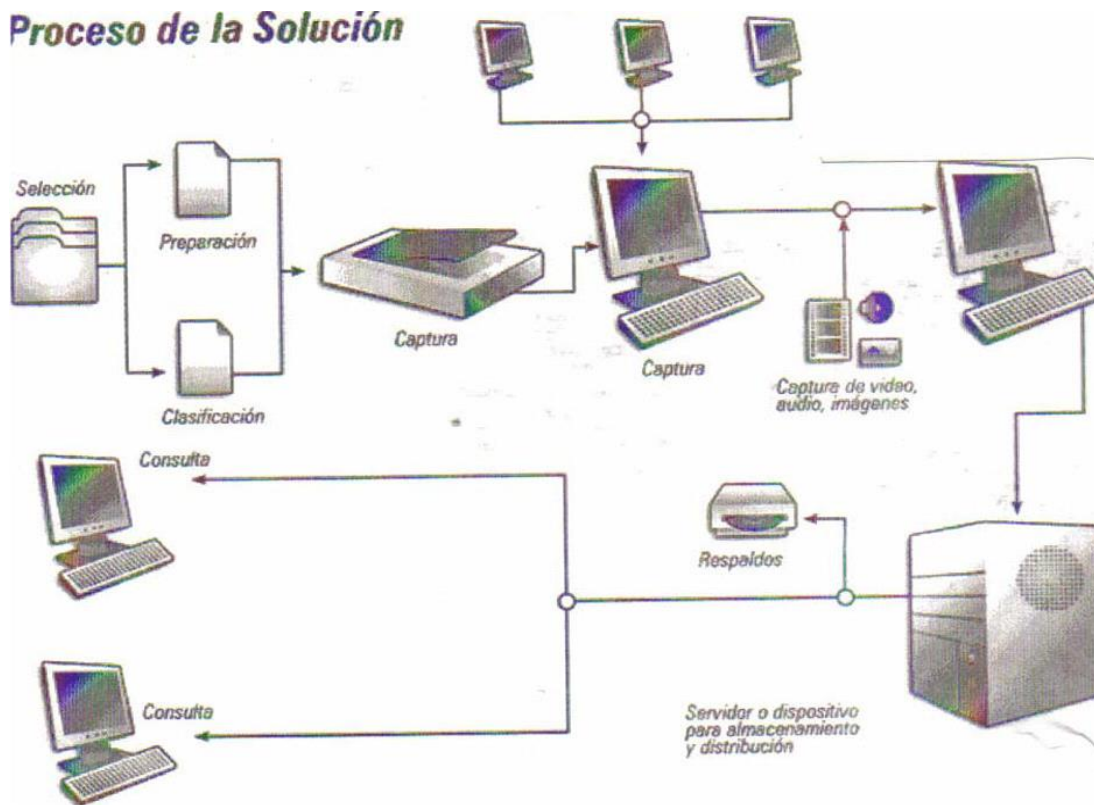 Proceso de la Solución
Selección
Preparación
Clasificación
Captura
Captura
Captura de video,
audio, imágenes
Consulta
Respaldos
Consulta
Servidor o dispositivo
para almacenamiento
y distribución